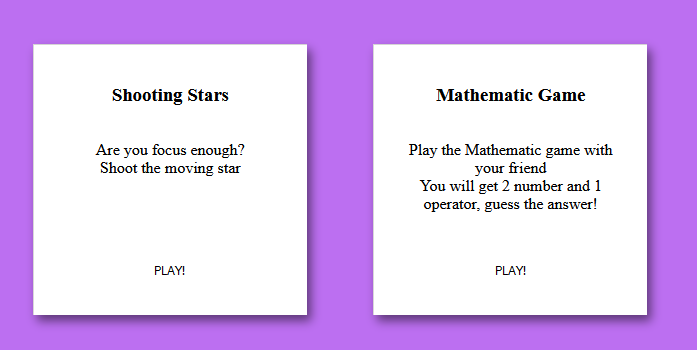 Shooting Stars
Are you focus enough?
Shoot the moving star
PLAY!
Mathematic Game
Play the Mathematic game with
your friend
You will get 2 number and 1
operator, guess the answer!
PLAY!